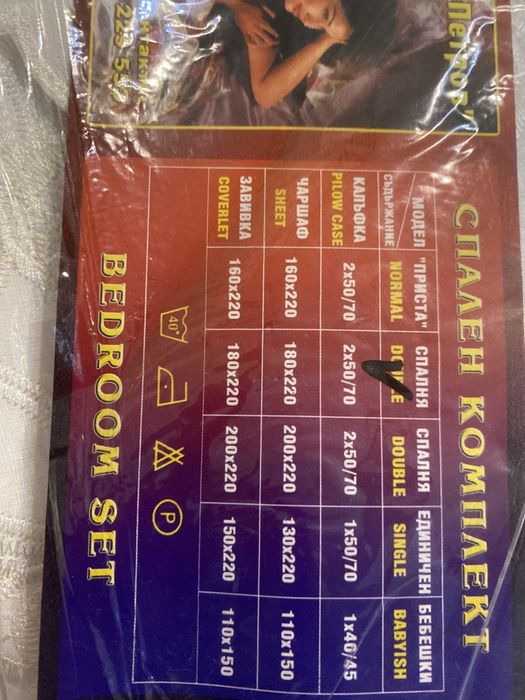 Петров"
СПАЛЕН КОМПЛЕКТ
МОДЕЛ "ПРИСТА" СПАЛНЯ СПАЛНЯ ЕДИНИЧЕН БЕБЕШКИ
СЪДЪРЖАНИЕ NORMAL DOUBLE DOUBLE SINGLE BABYISH
КАЛЪФКА 2x50/70 2x50/70 2x50/70 1x50/70 1x40/45
PILOW CASE
ЧАРШАФ 160x220 180x220 200x220 130x220 110x150
SHEET
ЗАВИВКА 160x220 180x220 200x220 150x220 110x150
COVERLET
40°
P
BEDROOM SET